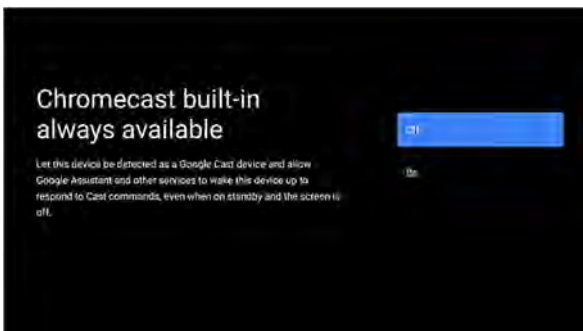 Chromecast built-in
always available
Let this device be detected as a Google Cast device and allow
Google Assistant and other services to wake this device up to
respond to Cast commands, even when on standby and the screen is
off.
Off
On